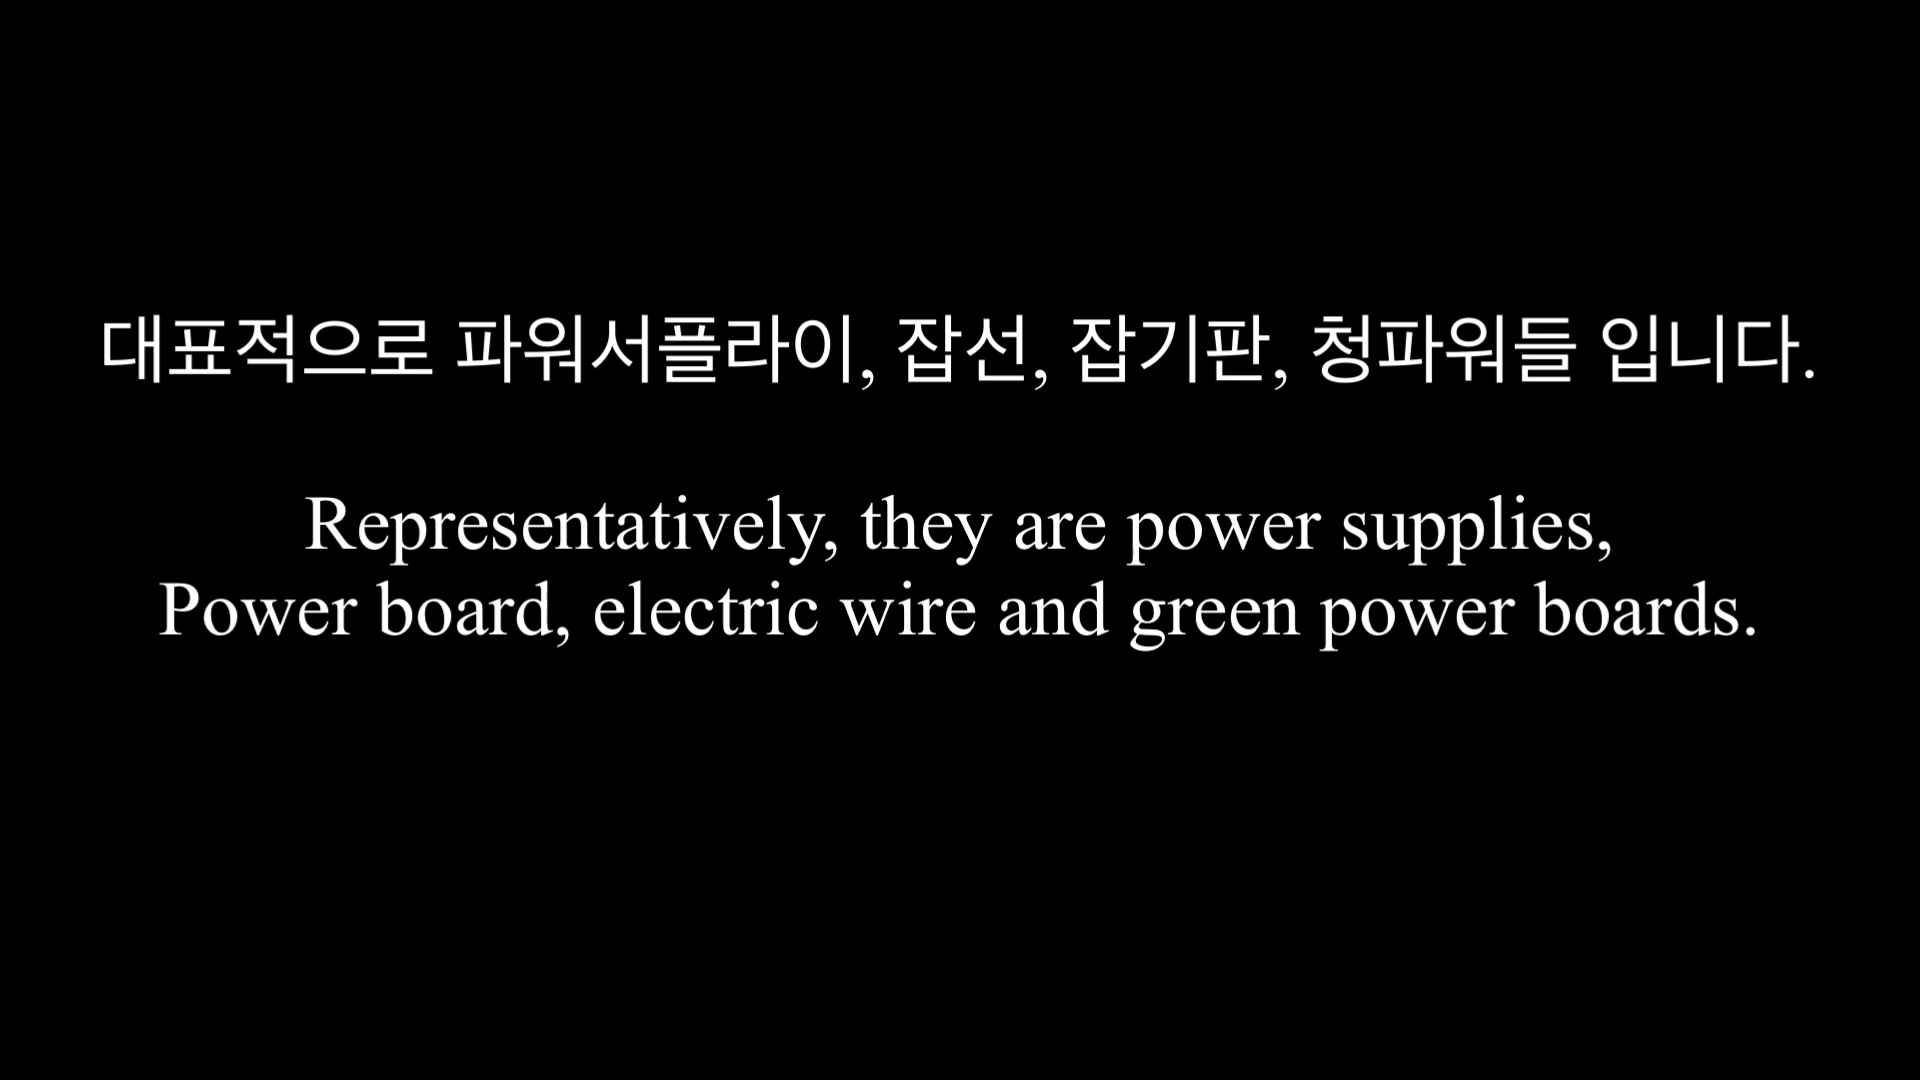 대표적으로 파워서플라이, 잡선, 잡기판, 청파워들 입니다.
Representatively, they are power supplies,
Power board, electric wire and green power boards.